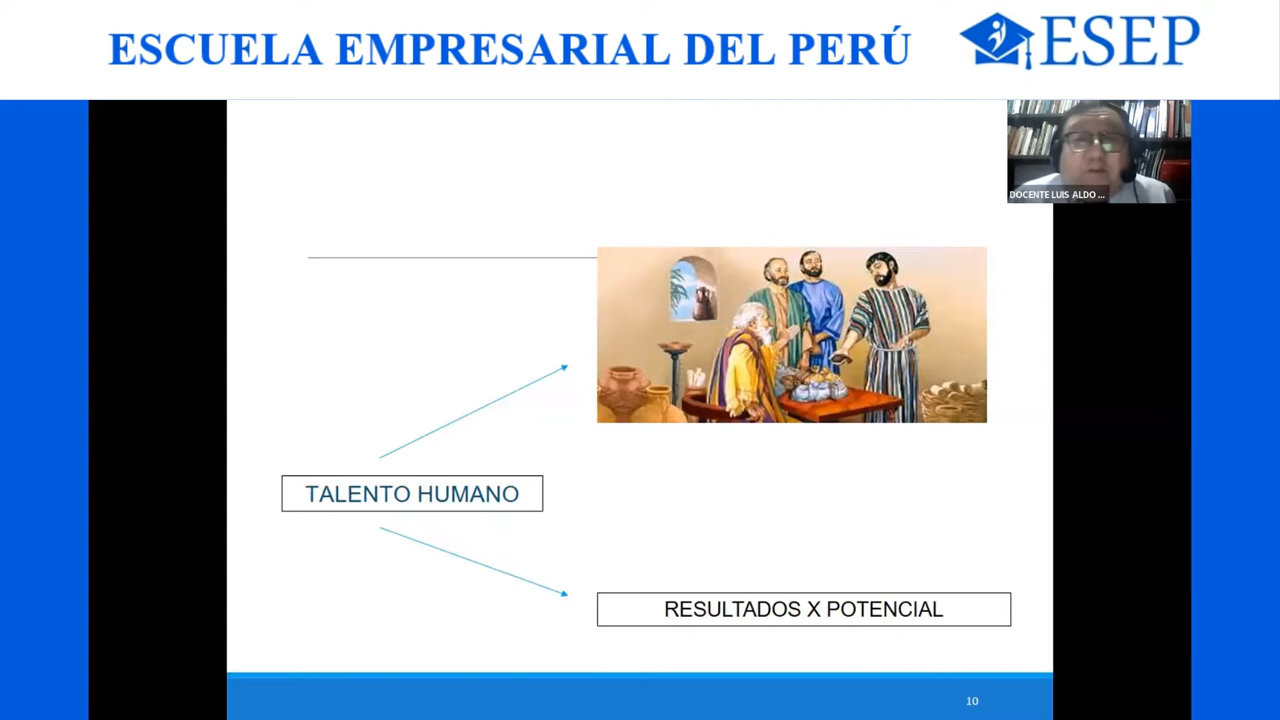 ESCUELA EMPRESARIAL DEL PERÚ
ESEP
DOCENTE LUIS ALDO ...
TALENTO HUMANO
RESULTADOS X POTENCIAL
10